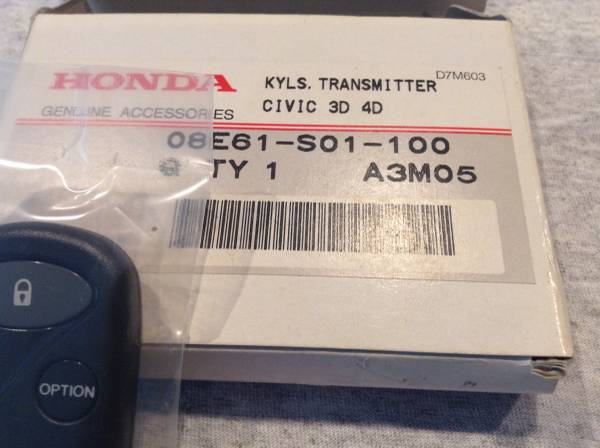 D7M603
HONDA
KYLS. TRANSMITTER
GENUINE ACCESSORIES
CIVIC 3D 4D
08E61-S01-100
TY 1 A3M05
OPTION